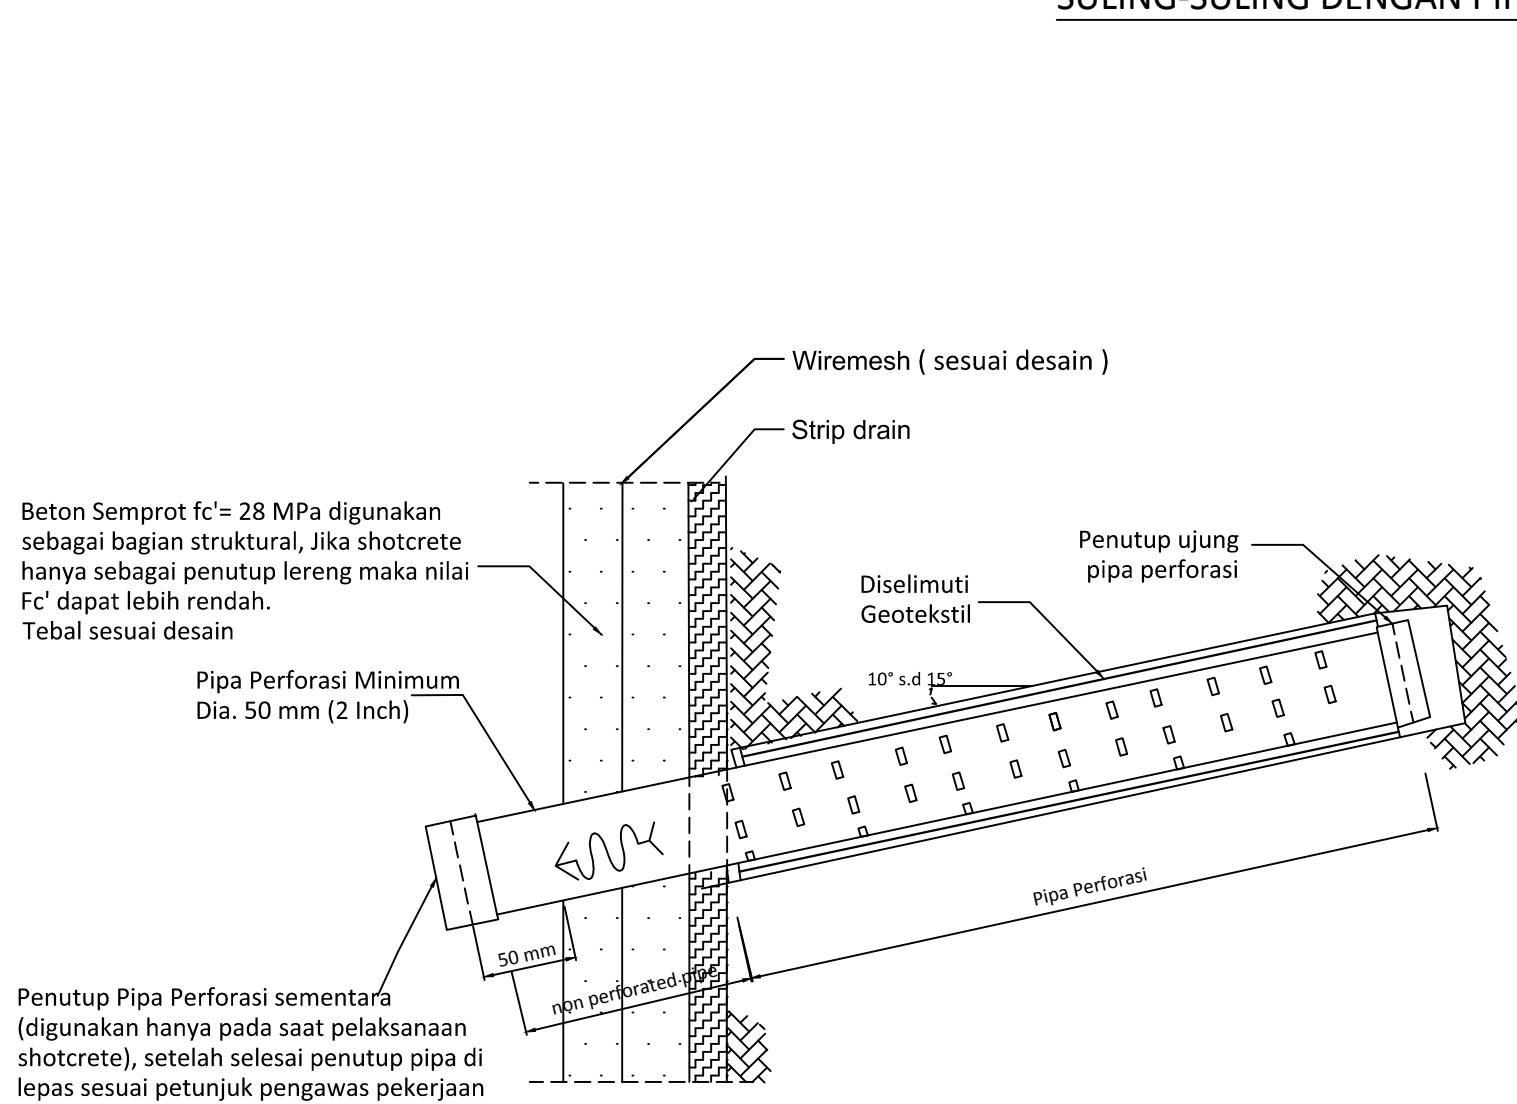 SULING-SULING DENGAN
Wiremesh ( sesuai desain )
Strip drain
Beton Semprot fc'= 28 MPa digunakan
sebagai bagian struktural, Jika shotcrete
hanya sebagai penutup lereng maka nilai
Fc' dapat lebih rendah.
Tebal sesuai desain
Penutup ujung
pipa perforasi
Diselimuti
Geotekstil
10° s.d 15°
Pipa Perforasi Minimum
Dia. 50 mm (2 Inch)
Pipa Perforasi
50 mm
non perforated pipe
Penutup Pipa Perforasi sementara
(digunakan hanya pada saat pelaksanaan
shotcrete), setelah selesai penutup pipa di
lepas sesuai petunjuk pengawas pekerjaan